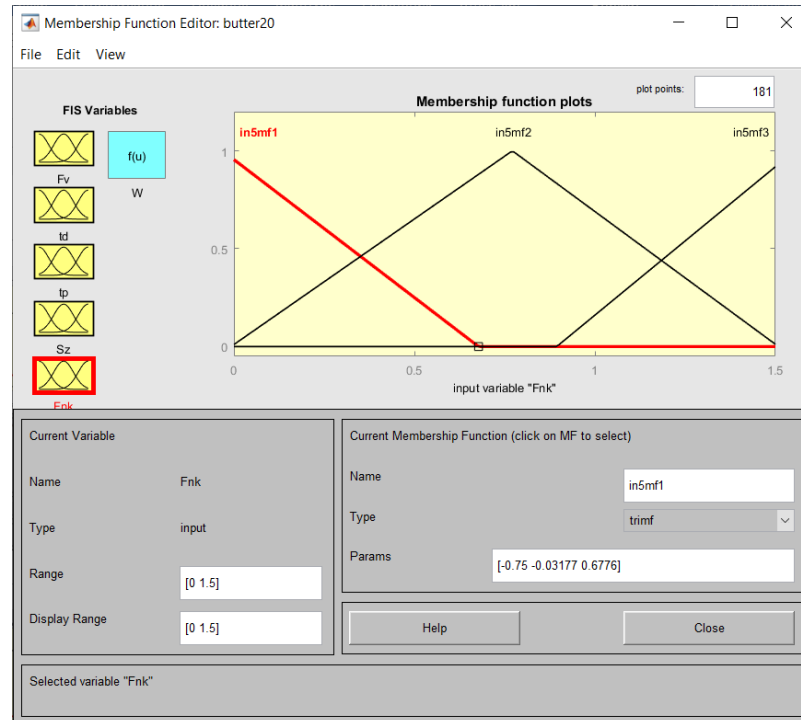 Membership Function Editor: butter20
File Edit View
FIS Variables
Fv
td
tp
Sz
Fnk
f(u)
W
plot points:
181
Membership function plots
in5mf1
in5mf2
in5mf3
1
0.5
0
0
0.5
1
1.5
input variable "Fnk"
Current Variable
Name
Fnk
Type
input
Range
[0 1.5]
Display Range
[0 1.5]
Current Membership Function (click on MF to select)
Name
in5mf1
Type
trimf
Params
[-0.75 -0.03177 0.6776]
Help
Close
Selected variable "Fnk"